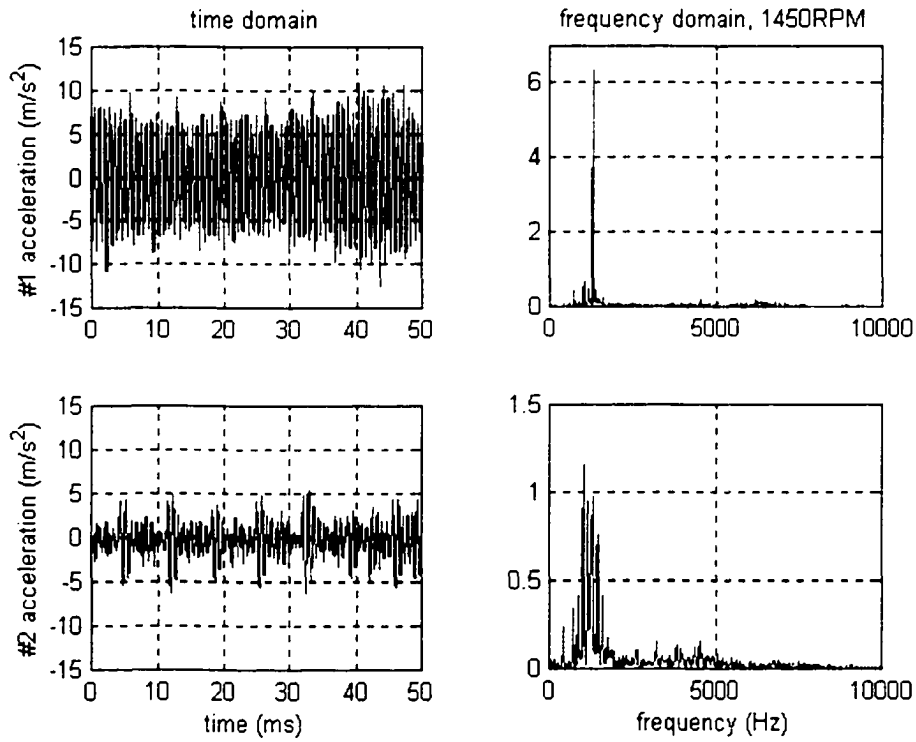 time domain
#1 acceleration (m/s²)
15
10
5
0
-5
-10
-15
0 10 20 30 40 50
frequency domain, 1450RPM
6
4
2
0
0 5000 10000
#2 acceleration (m/s²)
15
10
5
0
-5
-10
-15
0 10 20 30 40 50
time (ms)
1.5
1
0.5
0
0 5000 10000
frequency (Hz)